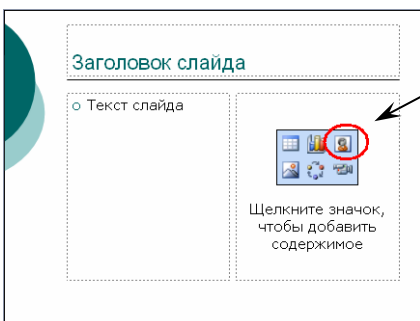 Заголовок слайда
Текст слайда
Щелкните значок,
чтобы добавить
содержимое